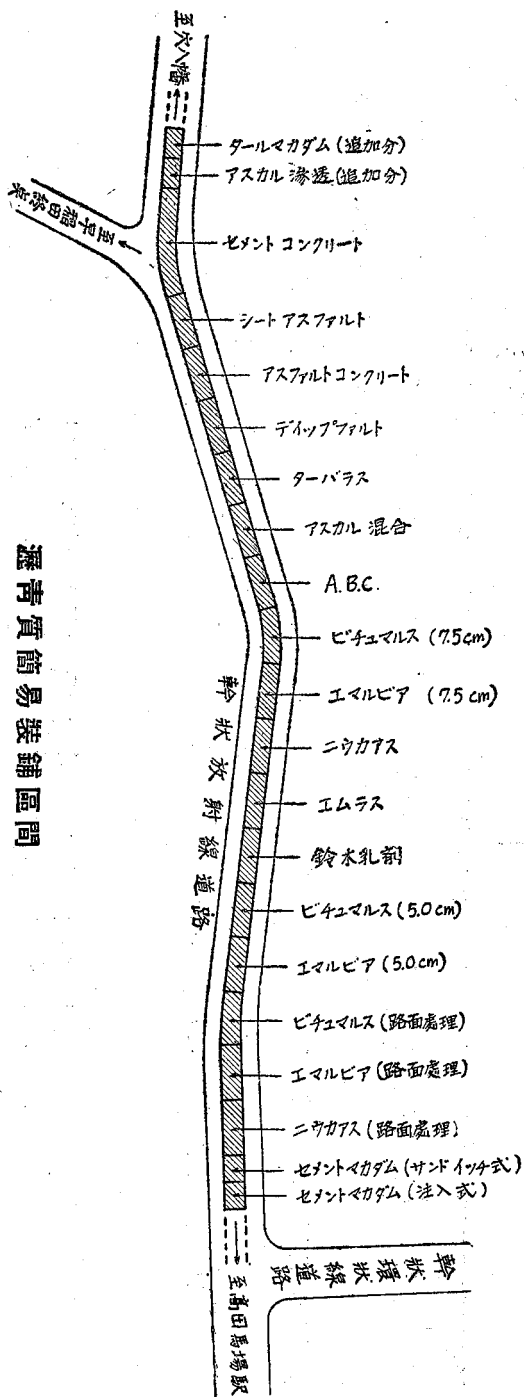 至穴八幡
タールマカダム (追加分)
アスカル 滲透 (追加分)
至早稲田終点
セメント コンクリート
シート アスファルト
アスファルトコンクリート
ディップファルト
ターバラス
アスカル 混合
A.B.C.
ビチュマルス (7.5cm)
エマルビア (7.5cm)
ニウカアス
エムラス
鈴木乳剤
ビチュマルス (5.0cm)
エマルビア (5.0cm)
ビチュマルス (路面處理)
エマルビア (路面處理)
ニウカアス (路面處理)
セメントマカダム (サンドイッチ式)
セメントマカダム (注入式)
幹状放射線道路
幹状環状線道路
至高田馬場駅
瀝青質簡易装鋪區間